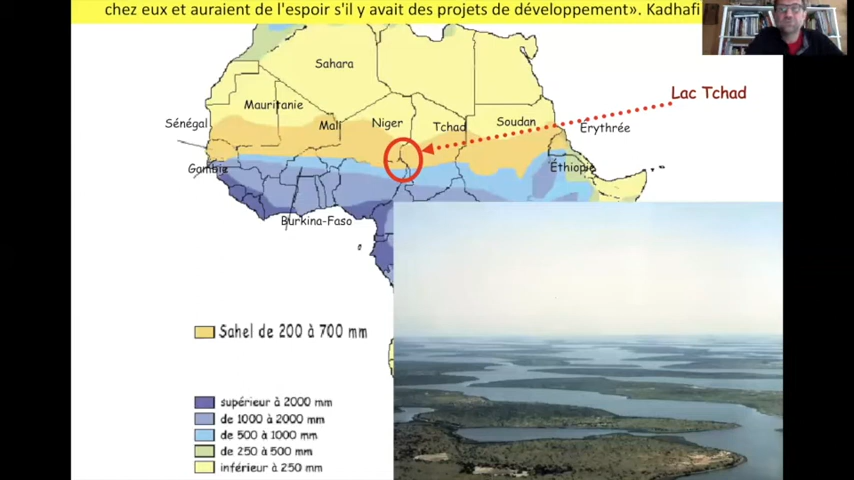 chez eux et auraient de l'espoir s'il y avait des projets de développement». Kadhafi
Lac Tchad
Sahara
Mauritanie
Sénégal
Mali
Niger
Tchad
Soudan
Érythrée
Gambie
Éthiopie
Burkina-Faso
Sahel de 200 à 700 mm
supérieur à 2000 mm
de 1000 à 2000 mm
de 500 à 1000 mm
de 250 à 500 mm
inférieur à 250 mm